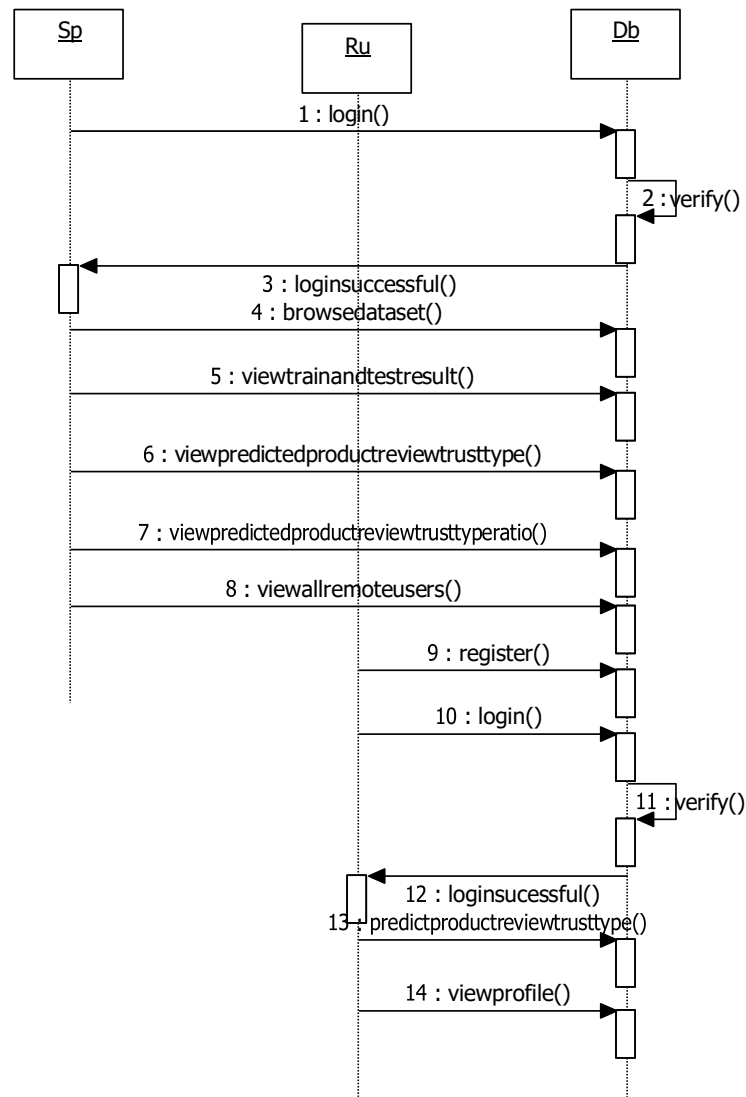 Sp
Ru
Db
1 : login()
2 : verify()
3 : loginsuccessful()
4 : browsedataset()
5 : viewtrainandtestresult()
6 : viewpredictedproductreviewtrusttype()
7 : viewpredictedproductreviewtrusttyperatio()
8 : viewallremoteusers()
9 : register()
10 : login()
11 : verify()
12 : loginsucessful()
13 : predictproductreviewtrusttype()
14 : viewprofile()